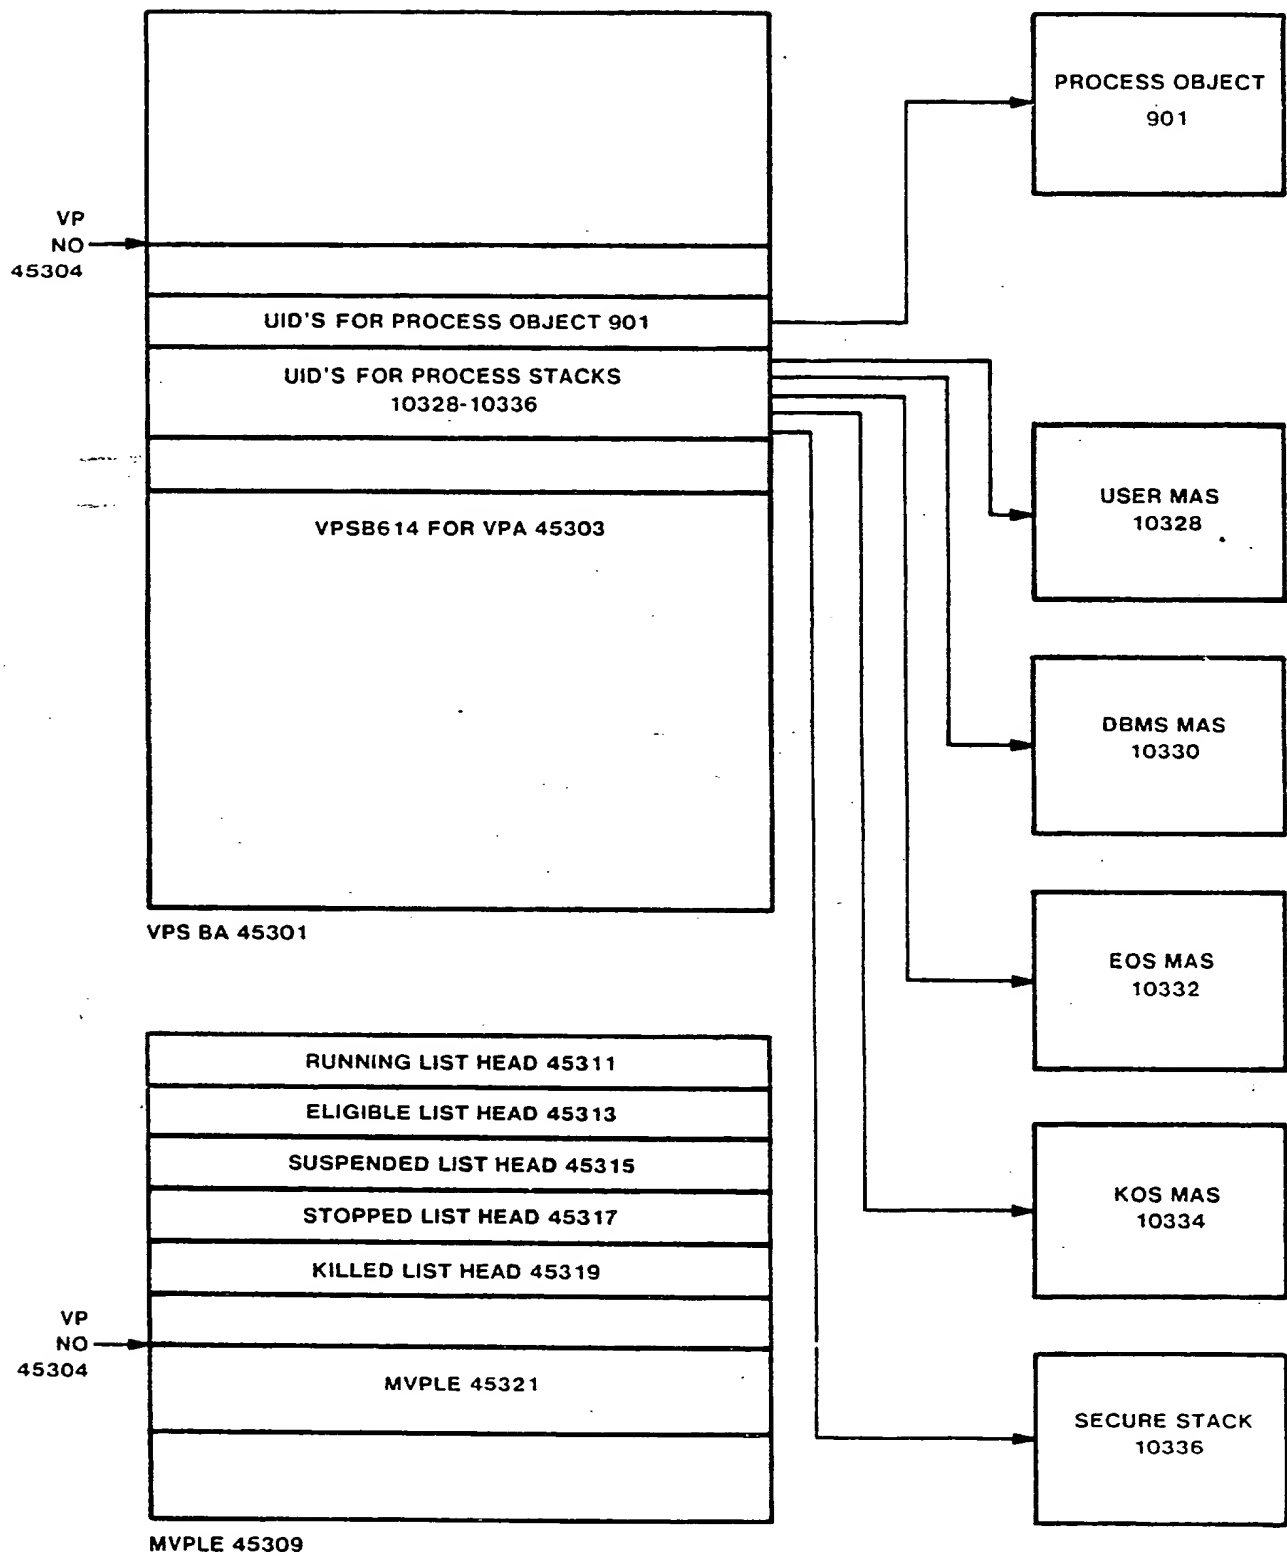 PROCESS OBJECT
901
VP
NO
45304
UID'S FOR PROCESS OBJECT 901
UID'S FOR PROCESS STACKS
10328-10336
VPSB614 FOR VPA 45303
USER MAS
10328
DBMS MAS
10330
EOS MAS
10332
VPS BA 45301
RUNNING LIST HEAD 45311
ELIGIBLE LIST HEAD 45313
SUSPENDED LIST HEAD 45315
STOPPED LIST HEAD 45317
KILLED LIST HEAD 45319
KOS MAS
10334
VP
NO
45304
MVPLE 45321
SECURE STACK
10336
MVPLE 45309